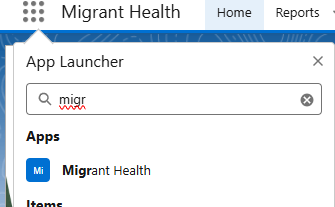 Migrant Health Home Reports
App Launcher
migr
Apps
Mi Migrant Health
Items